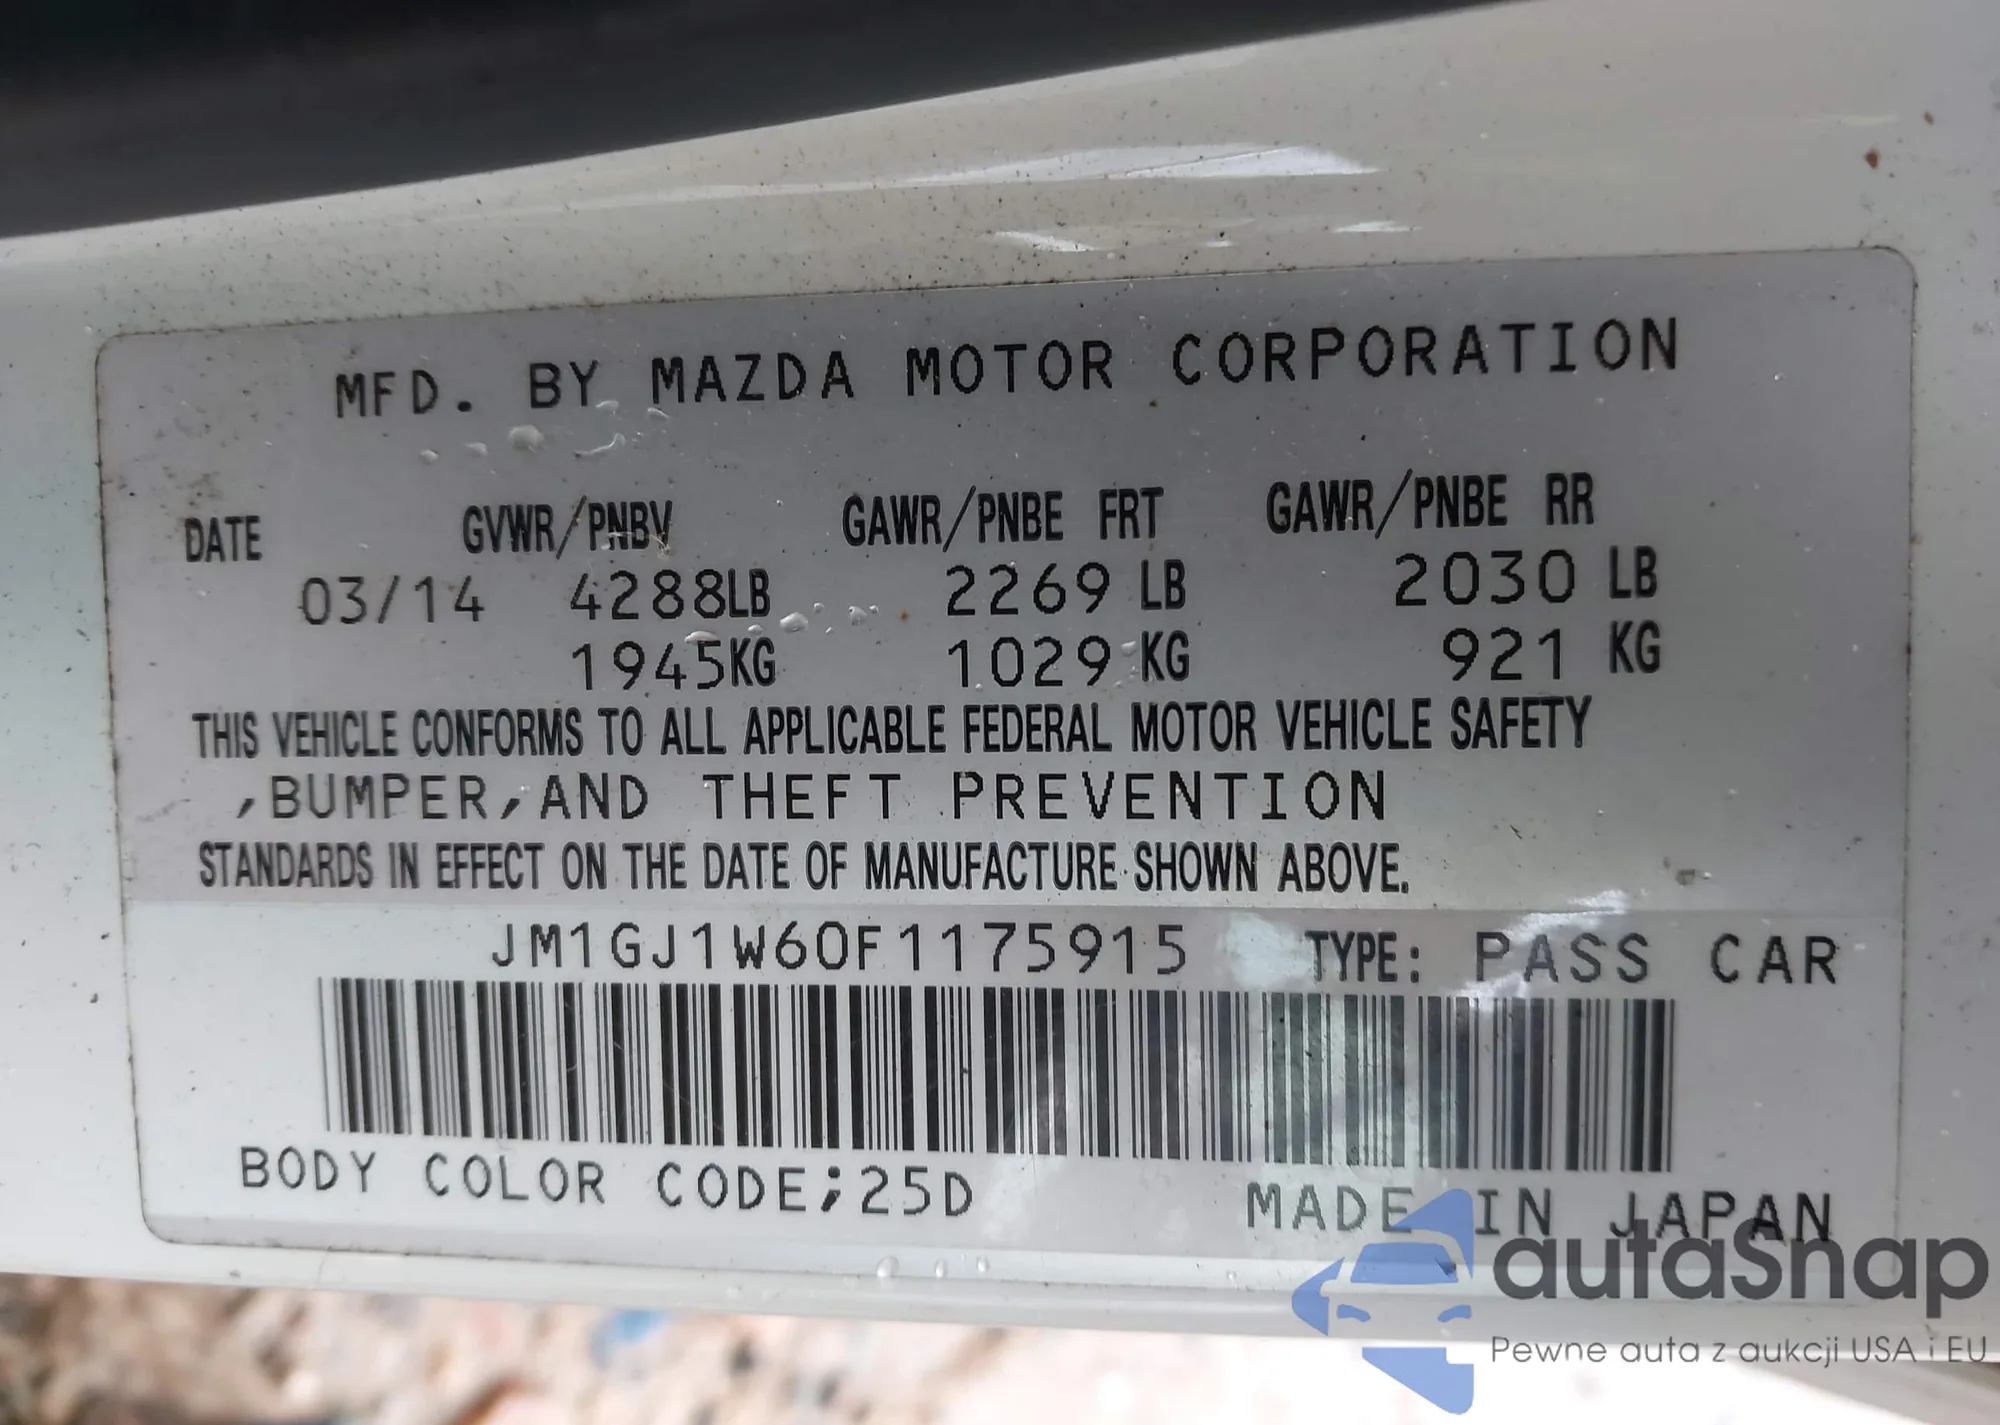 MFD. BY MAZDA MOTOR CORPORATION
DATE GVWR/PNBV GAWR/PNBE FRT GAWR/PNBE RR
03/14 4288LB 2269 LB 2030 LB
1945KG 1029 KG 921 KG
THIS VEHICLE CONFORMS TO ALL APPLICABLE FEDERAL MOTOR VEHICLE SAFETY
,BUMPER,AND THEFT PREVENTION
STANDARDS IN EFFECT ON THE DATE OF MANUFACTURE SHOWN ABOVE.
JM1GJ1W60F1175915 TYPE: PASS CAR
BODY COLOR CODE;25D MADE IN JAPAN
autaSnap
Pewne auta z aukcji USA i EU